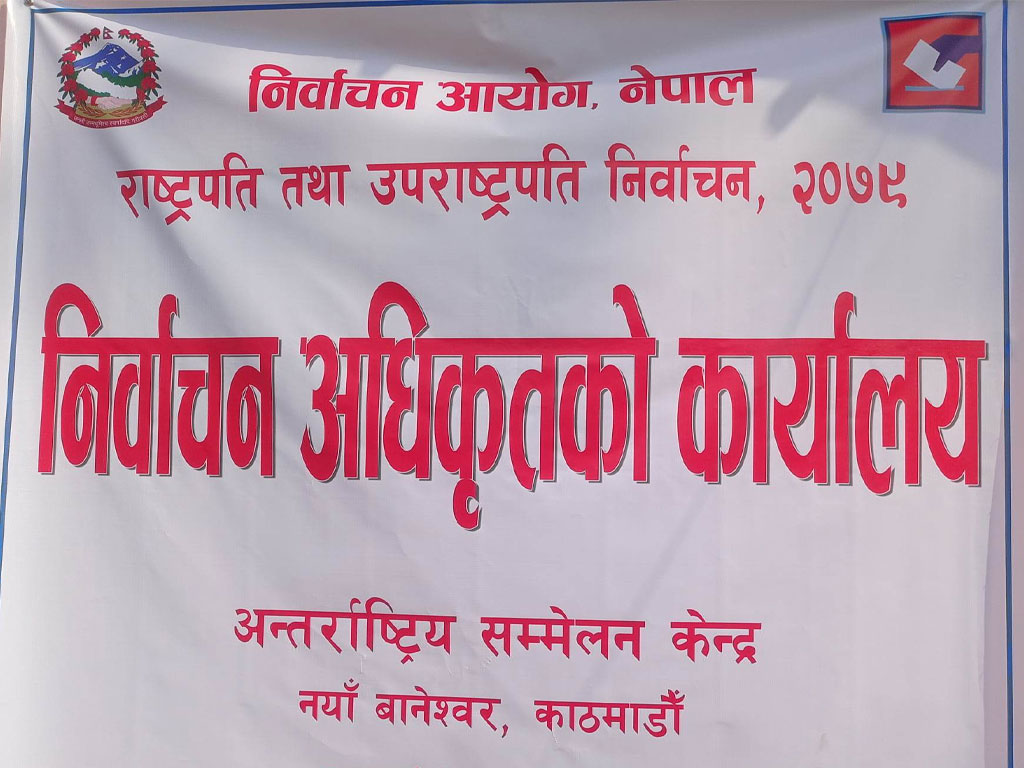 निर्वाचन आयोग, नेपाल
राष्ट्रपति तथा उपराष्ट्रपति निर्वाचन, २०७९
निर्वाचन अधिकृतको कार्यालय
अन्तर्राष्ट्रिय सम्मेलन केन्द्र
नयाँ बानेश्वर, काठमाडौँ